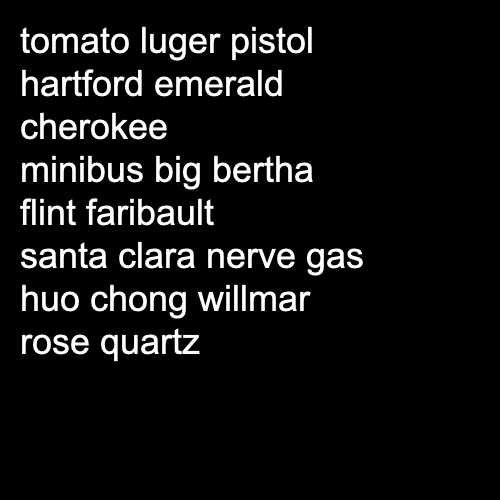 tomato luger pistol
hartford emerald
cherokee
minibus big bertha
flint faribault
santa clara nerve gas
huo chong willmar
rose quartz